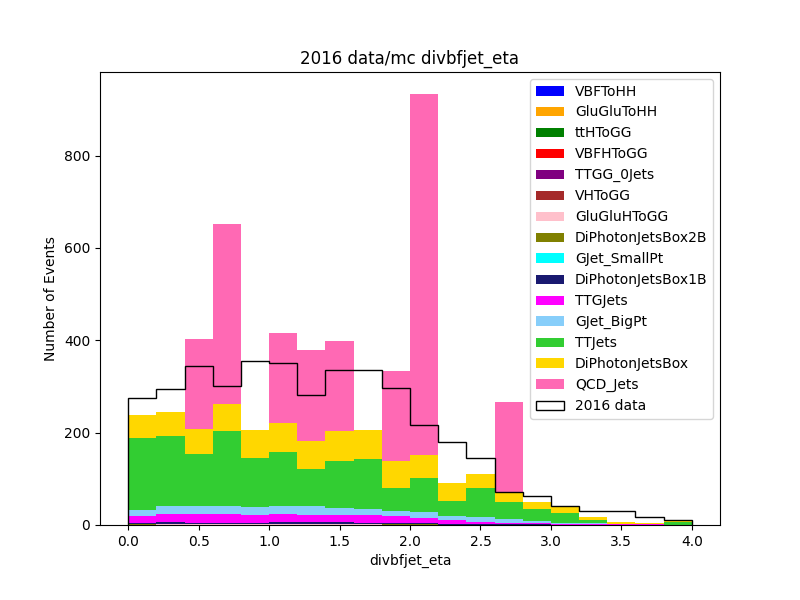 2016 data/mc divbfjet_eta
Number of Events
800
600
400
200
0
0.0 0.5 1.0 1.5 2.0 2.5 3.0 3.5 4.0
divbfjet_eta
VBFToHH
GluGluToHH
ttHToGG
VBFHToGG
TTGG_0Jets
VHToGG
GluGluHToGG
DiPhotonJetsBox2B
GJet_SmallPt
DiPhotonJetsBox1B
TTGJets
GJet_BigPt
TTJets
DiPhotonJetsBox
QCD_Jets
2016 data